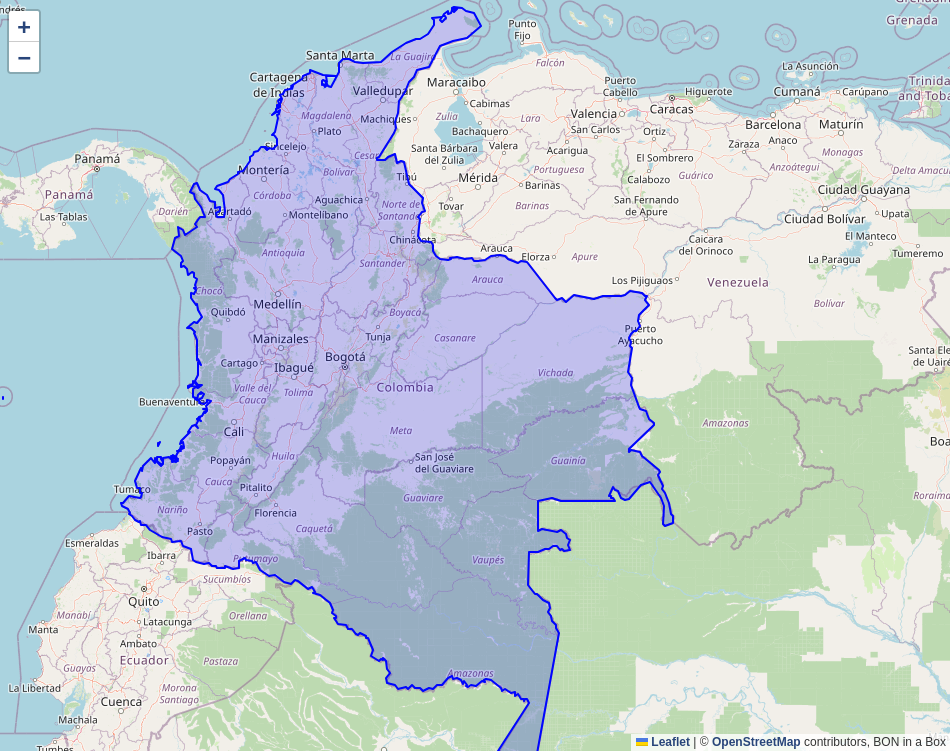 +
−
ndrés
Grenada
Grenada
Punto
Fijo
Santa Marta
La Guajira
Falcón
La Asunción
Cartagena
de Indias
Maracaibo
Puerto
Cabello
Trinidad
and Toba
Valledupar
Cabimas
Higuerote
Cumaná
Carúpano
Magdalena
Machiques
Zulia
Lara
Valencia
Caracas
Plato
Bachaquero
San Carlos
Ortiz
Barcelona
Maturín
Sincelejo
Santa Bárbara
del Zulia
Valera
Acarigua
Zaraza
Anaco
Monagas
Panamá
Cesar
El Sombrero
Anzoátegui
Montería
Bolívar
Tibú
Mérida
Portuguesa
Calabozo
Guárico
Delta Amacu
Panamá
Córdoba
Aguachica
Barinas
Ciudad Guayana
Las Tablas
Darién
Apartadó
Montelíbano
Norte de
Santander
Tovar
Barinas
San Fernando
de Apure
Ciudad Bolívar
Upata
Antioquia
Chinácota
Arauca
Caicara
del Orinoco
El Manteco
Santander
Florza
Apure
La Paragua
Tumeremo
Chocó
Arauca
Los Pijiguaos
Venezuela
Medellín
Bolívar
Quibdó
Boyacá
Manizales
Tunja
Casanare
Puerto
Ayacucho
Bogotá
Santa Ele
de Uairé
Cartago
Ibagué
Vichada
Valle del
Cauca
Tolima
Colombia
Buenaventura
Cali
Meta
Amazonas
Boa
Popayán
Huila
San José
del Guaviare
Guainía
Cauca
Pitalito
Tumaco
Guaviare
Roraima
Nariño
Florencia
Pasto
Caquetá
Esmeraldas
Ibarra
Putumayo
Vaupés
Sucumbíos
Quito
Manabí
Orellana
Manta
Latacunga
Ambato
Ecuador
Pastaza
Guayas
Amazonas
La Libertad
Morona
Santiago
Cuenca
Machala
Tumbes
Leaflet | © OpenStreetMap contributors, BON in a Box